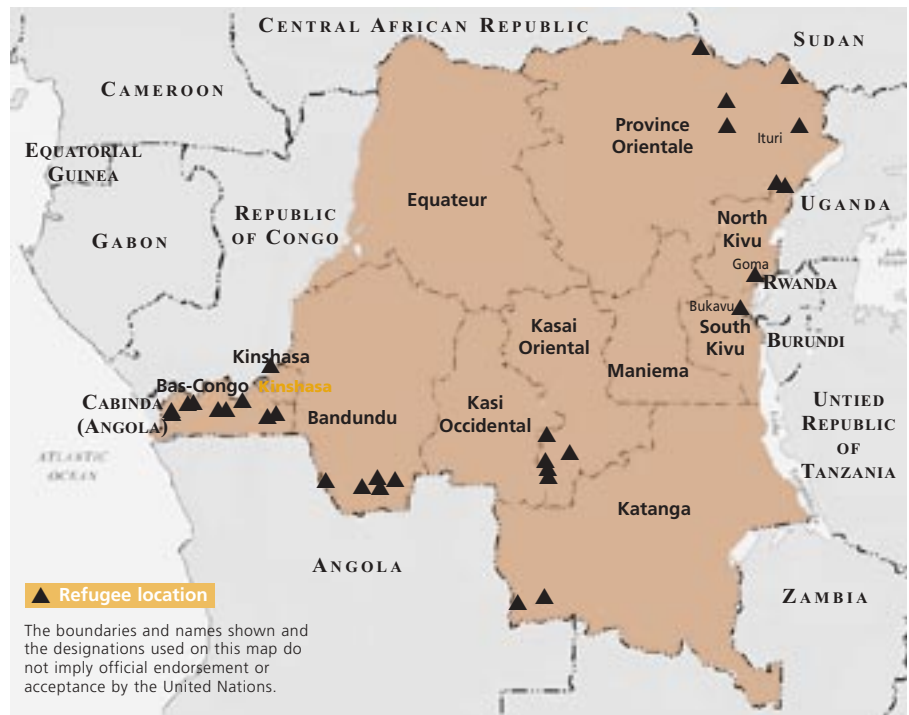 CENTRAL AFRICAN REPUBLIC
SUDAN
CAMEROON
Province
Orientale
Ituri
EQUATORIAL
GUINEA
Equateur
UGANDA
REPUBLIC
OF CONGO
North
Kivu
GABON
Goma
RWANDA
Bukavu
South
Kivu
Kasai
Oriental
BURUNDI
Kinshasa
Maniema
Bas-Congo
Kinshasa
CABINDA
(ANGOLA)
Bandundu
Kasi
Occidental
UNTIED
REPUBLIC
OF
TANZANIA
ATLANTIC
OCEAN
Katanga
ANGOLA
ZAMBIA
Refugee location
The boundaries and names shown and
the designations used on this map do
not imply official endorsement or
acceptance by the United Nations.